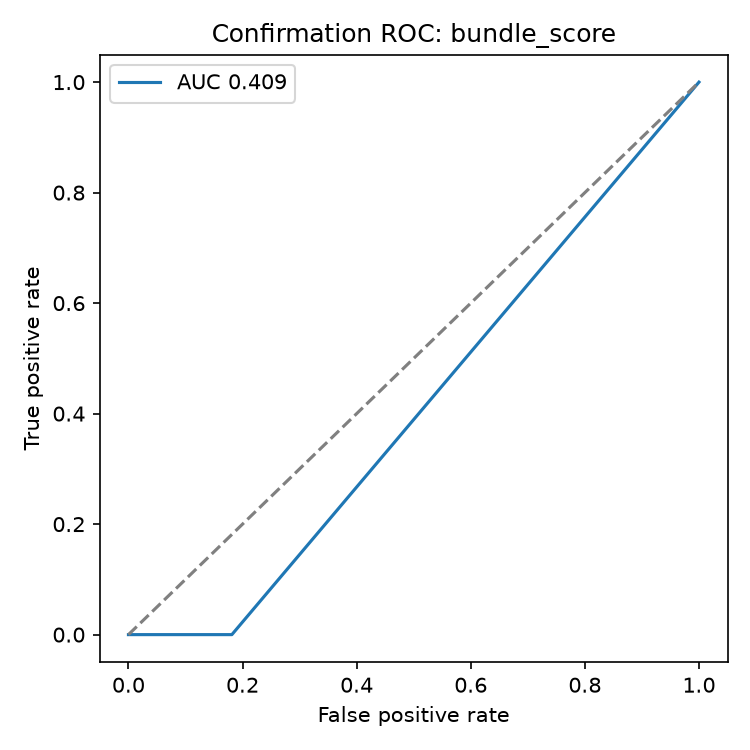 Confirmation ROC: bundle_score
AUC 0.409
True positive rate
1.0
0.8
0.6
0.4
0.2
0.0
0.0 0.2 0.4 0.6 0.8 1.0
False positive rate